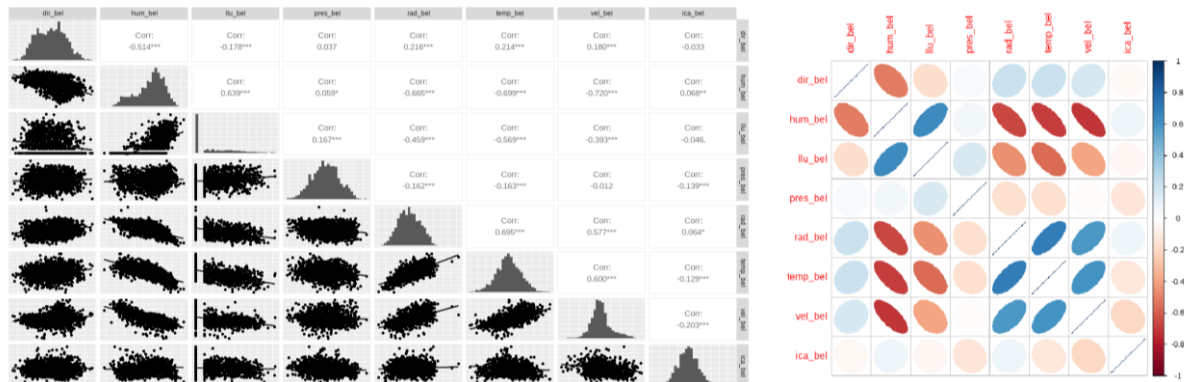 dir_bel hum_bel llu_bel pres_bel rad_bel temp_bel vel_bel ica_bel
Corr: Corr: Corr: Corr: Corr: Corr: Corr:
-0.514*** -0.178*** 0.037 0.216*** 0.214*** 0.180*** -0.033
dir_bel
Corr: Corr: Corr: Corr: Corr: Corr:
0.639*** 0.059* -0.665*** -0.699*** -0.720*** 0.068**
hum_bel
Corr: Corr: Corr: Corr: Corr:
0.167*** -0.459*** -0.569*** -0.393*** -0.046.
llu_bel
Corr: Corr: Corr: Corr:
-0.162*** -0.163*** -0.012 -0.139***
pres_bel
Corr: Corr: Corr:
0.695*** 0.577*** 0.064*
rad_bel
Corr: Corr:
0.600*** -0.129***
temp_bel
Corr:
-0.203***
vel_bel
ica_bel
dir_bel hum_bel llu_bel pres_bel rad_bel temp_bel vel_bel ica_bel
dir_bel
hum_bel
llu_bel
pres_bel
rad_bel
temp_bel
vel_bel
ica_bel
1
0.8
0.6
0.4
0.2
0
-0.2
-0.4
-0.6
-0.8
-1